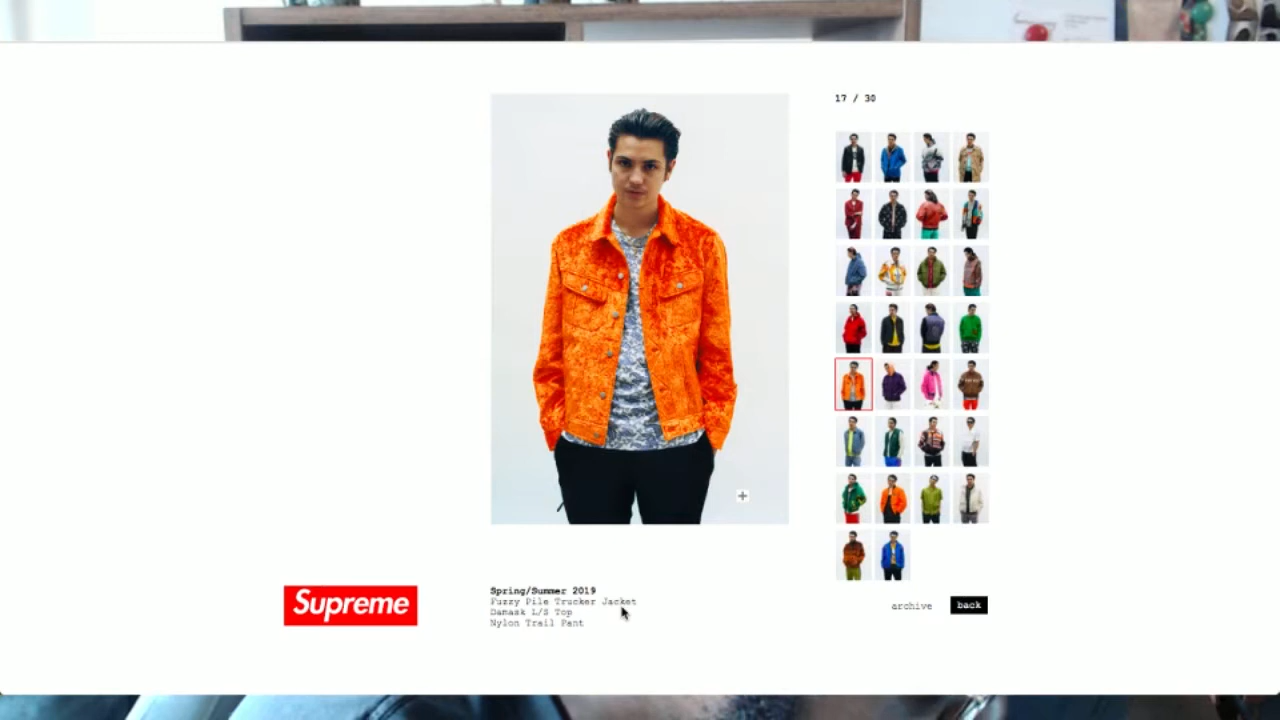 17 / 30
Supreme
Spring/Summer 2019
Fuzzy Pile Trucker Jacket
Damask L/S Top
Nylon Trail Pant
archive
back